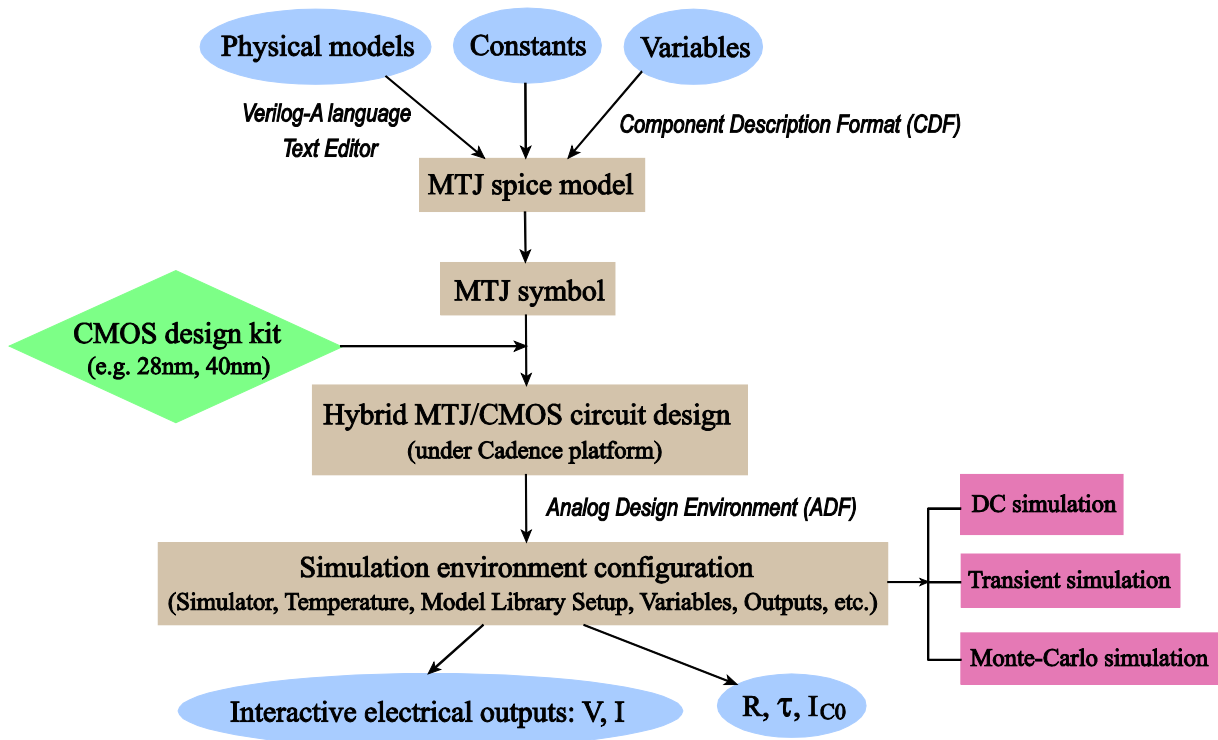 Physical models
Constants
Variables
Verilog-A language
Text Editor
Component Description Format (CDF)
MTJ spice model
MTJ symbol
CMOS design kit
(e.g. 28nm, 40nm)
Hybrid MTJ/CMOS circuit design
(under Cadence platform)
Analog Design Environment (ADF)
Simulation environment configuration
(Simulator, Temperature, Model Library Setup, Variables, Outputs, etc.)
DC simulation
Transient simulation
Monte-Carlo simulation
Interactive electrical outputs: V, I
R, τ, IC0